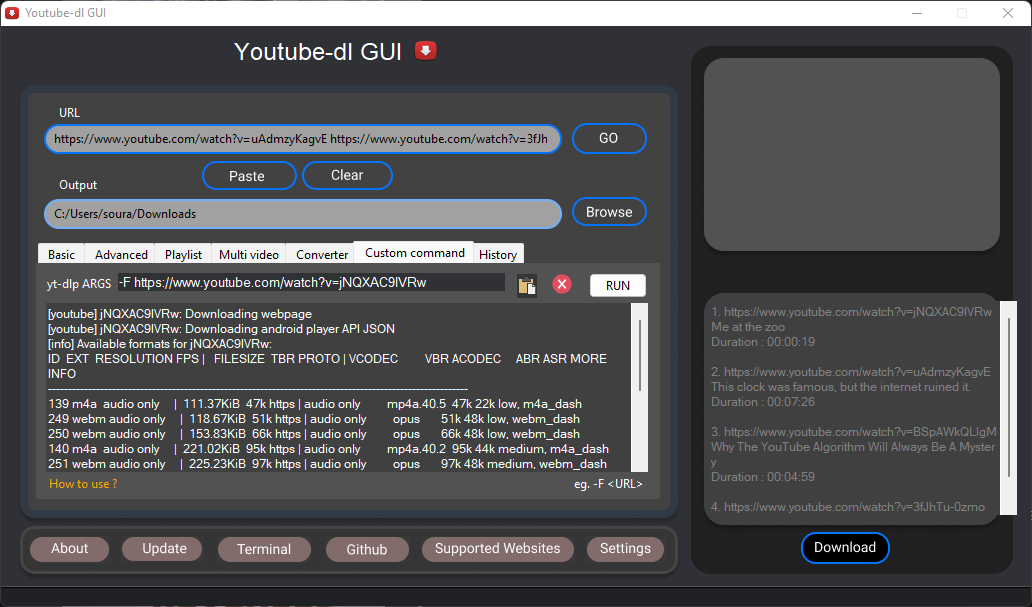 Youtube-dl GUI
Youtube-dl GUI
URL
https://www.youtube.com/watch?v=uAdmzyKagvE https://www.youtube.com/watch?v=3fJh
GO
Paste
Clear
Output
C:/Users/soura/Downloads
Browse
Basic
Advanced
Playlist
Multi video
Converter
Custom command
History
yt-dlp ARGS
-F https://www.youtube.com/watch?v=jNQXAC9IVRw
RUN
[youtube] jNQXAC9IVRw: Downloading webpage
[youtube] jNQXAC9IVRw: Downloading android player API JSON
[info] Available formats for jNQXAC9IVRw:
ID EXT RESOLUTION FPS | FILESIZE TBR PROTO | VCODEC VBR ACODEC ABR ASR MORE
INFO
--------------------------------------------------------------------------------------------------------------
139 m4a audio only | 111.37KiB 47k https | audio only mp4a.40.5 47k 22k low, m4a_dash
249 webm audio only | 118.67KiB 51k https | audio only opus 51k 48k low, webm_dash
250 webm audio only | 153.83KiB 66k https | audio only opus 66k 48k low, webm_dash
140 m4a audio only | 221.02KiB 95k https | audio only mp4a.40.2 95k 44k medium, m4a_dash
251 webm audio only | 225.23KiB 97k https | audio only opus 97k 48k medium, webm_dash
How to use ?
eg. -F <URL>
About
Update
Terminal
Github
Supported Websites
Settings
1. https://www.youtube.com/watch?v=jNQXAC9IVRw
Me at the zoo
Duration : 00:00:19
2. https://www.youtube.com/watch?v=uAdmzyKagvE
This clock was famous, but the internet ruined it.
Duration : 00:07:26
3. https://www.youtube.com/watch?v=BSpAWkQLlgM
Why The YouTube Algorithm Will Always Be A Myster
y
Duration : 00:04:59
4. https://www.youtube.com/watch?v=3fJhTu-0zmo
Download